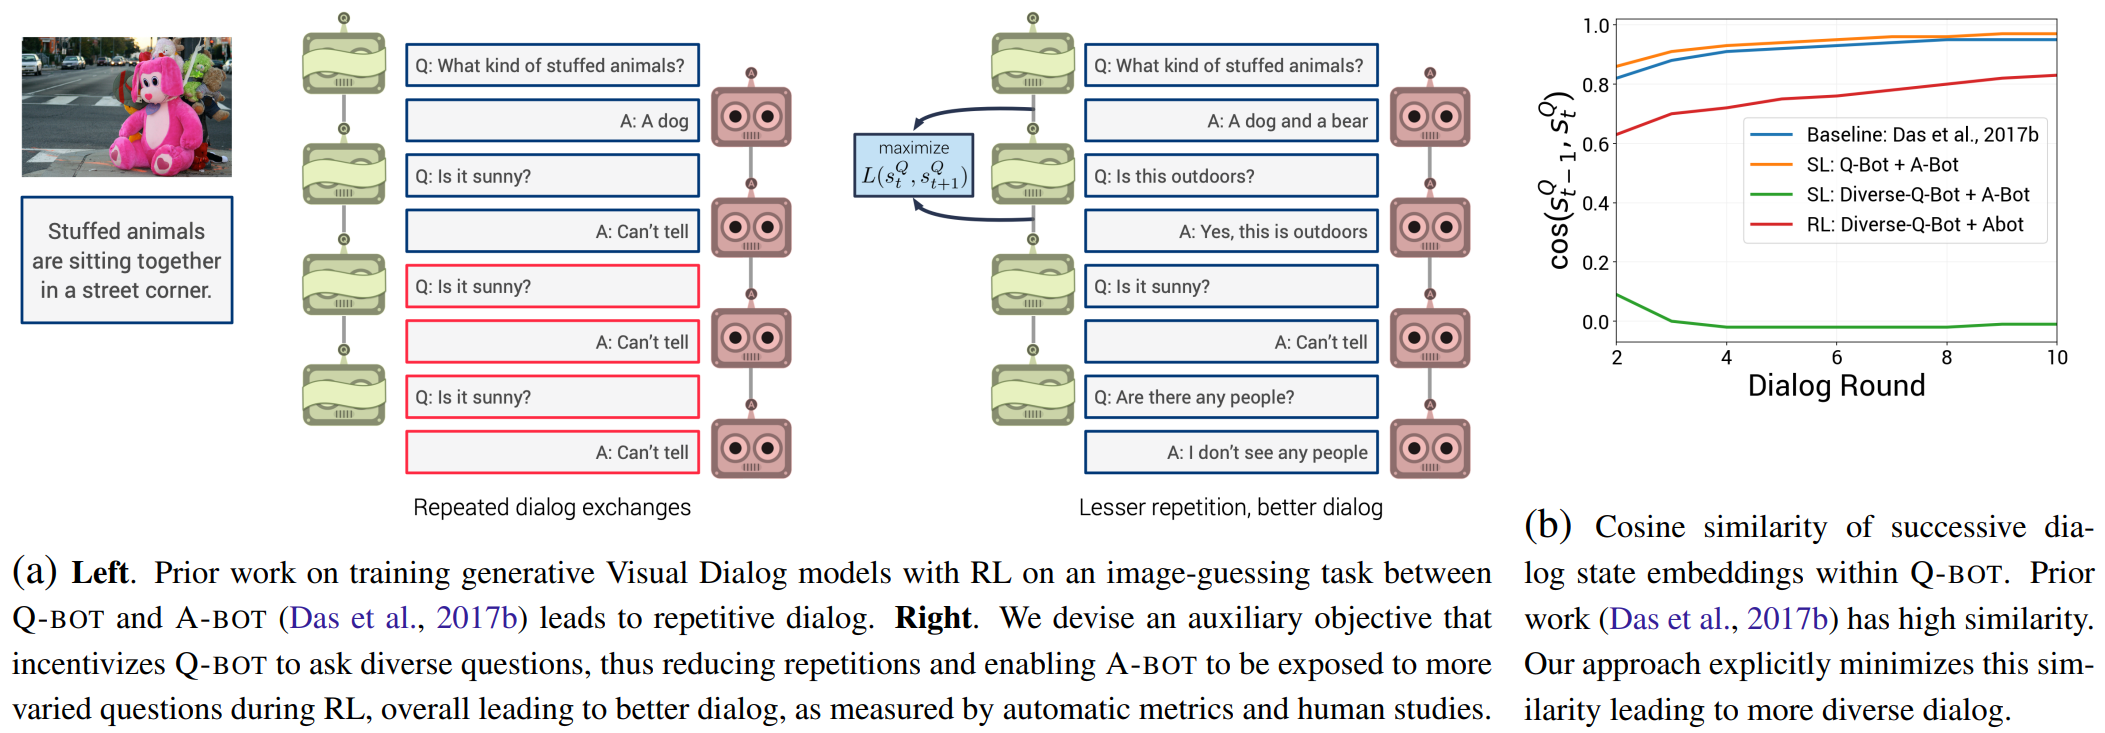 Stuffed animals
are sitting together
in a street corner.
Q
Q: What kind of stuffed animals?
A
A: A dog
Q
Q: Is it sunny?
A
A: Can't tell
Q
Q: Is it sunny?
A
A: Can't tell
Q
Q: Is it sunny?
A
A: Can't tell
Repeated dialog exchanges
maximize
L(s_t^Q, s_{t+1}^Q)
Q
Q: What kind of stuffed animals?
A
A: A dog and a bear
Q
Q: Is this outdoors?
A
A: Yes, this is outdoors
Q
Q: Is it sunny?
A
A: Can't tell
Q
Q: Are there any people?
A
A: I don't see any people
Lesser repetition, better dialog
(a) Left. Prior work on training generative Visual Dialog models with RL on an image-guessing task between
Q-BOT and A-BOT (Das et al., 2017b) leads to repetitive dialog. Right. We devise an auxiliary objective that
incentivizes Q-BOT to ask diverse questions, thus reducing repetitions and enabling A-BOT to be exposed to more
varied questions during RL, overall leading to better dialog, as measured by automatic metrics and human studies.
cos(s_{t-1}^Q, s_t^Q)
1.0
0.8
0.6
0.4
0.2
0.0
Baseline: Das et al., 2017b
SL: Q-Bot + A-Bot
SL: Diverse-Q-Bot + A-Bot
RL: Diverse-Q-Bot + Abot
2 4 6 8 10
Dialog Round
(b) Cosine similarity of successive dia-
log state embeddings within Q-BOT. Prior
work (Das et al., 2017b) has high similarity.
Our approach explicitly minimizes this sim-
ilarity leading to more diverse dialog.